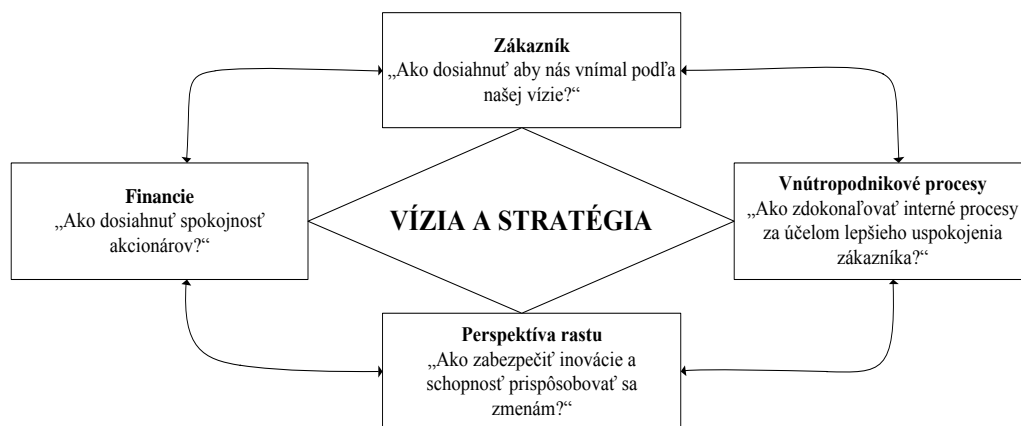 Zákazník
„Ako dosiahnuť aby nás vnímal podľa
našej vízie?“
Financie
„Ako dosiahnuť spokojnosť
akcionárov?“
VÍZIA A STRATÉGIA
Vnútropodnikové procesy
„Ako zdokonaľovať interné procesy
za účelom lepšieho uspokojenia
zákazníka?“
Perspektíva rastu
„Ako zabezpečiť inovácie a
schopnosť prispôsobovať sa
zmenám?“